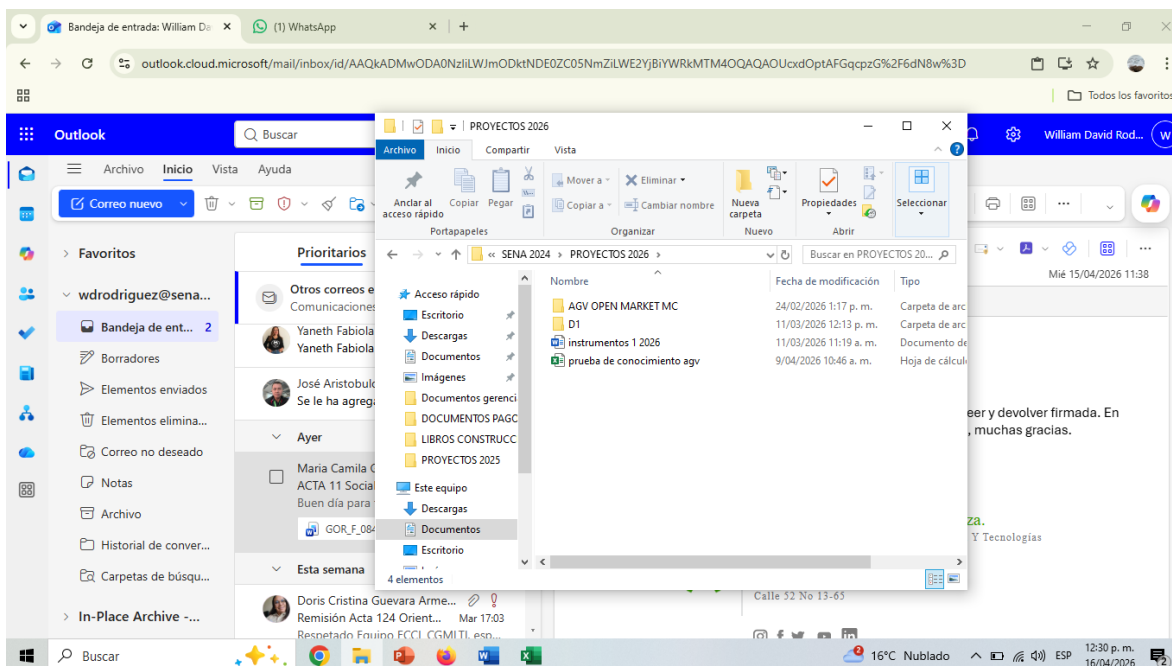 Bandeja de entrada: William Da
(1) WhatsApp
outlook.cloud.microsoft/mail/inbox/id/AAQkADMwODA0NzliLWJmODktNDE0ZC05NmZiLWE2YjBiYWRkMTM4OQAQAOUcxdOptAFGqcpzG%2F6dN8w%3D
Todos los favoritos
Outlook
Buscar
William David Rod...
Archivo Inicio Vista Ayuda
Correo nuevo
Favoritos
wdrodriguez@sena...
Bandeja de ent... 2
Borradores
Elementos enviados
Elementos elimina...
Correo no deseado
Notas
Archivo
Historial de conver...
Carpetas de búsqu...
In-Place Archive -...
Prioritarios
Otros correos e
Comunicaciones
Yaneth Fabiola
Yaneth Fabiola
José Aristobulo
Se le ha agrega
Ayer
Maria Camila
ACTA 11 Social
Buen día para
GOR_F_084
Esta semana
Doris Cristina Guevara Arme...
Remisión Acta 124 Orient... Mar 17:03
Respetado Equipo ECCL CGMLTI, esp...
PROYECTOS 2026
Archivo Inicio Compartir Vista
Anclar al acceso rápido
Copiar
Pegar
Mover a
Copiar a
Eliminar
Cambiar nombre
Nueva carpeta
Propiedades
Seleccionar
Portapapeles Organizar Nuevo Abrir
« SENA 2024 > PROYECTOS 2026 >
Buscar en PROYECTOS 20...
Acceso rápido
Escritorio
Descargas
Documentos
Imágenes
Documentos gerenci
DOCUMENTOS PAGO
LIBROS CONSTRUCC
PROYECTOS 2025
Este equipo
Descargas
Documentos
Escritorio
Nombre Fecha de modificación Tipo
AGV OPEN MARKET MC 24/02/2026 1:17 p. m. Carpeta de arc
D1 11/03/2026 12:13 p. m. Carpeta de arc
instrumentos 1 2026 11/03/2026 11:19 a. m. Documento de
prueba de conocimiento agv 9/04/2026 10:46 a. m. Hoja de cálcul
4 elementos
Mié 15/04/2026 11:38
eer y devolver firmada. En
, muchas gracias.
za.
Y Tecnologías
Calle 52 No 13-65
Buscar
16°C Nublado
ESP
12:30 p. m.
16/04/2026